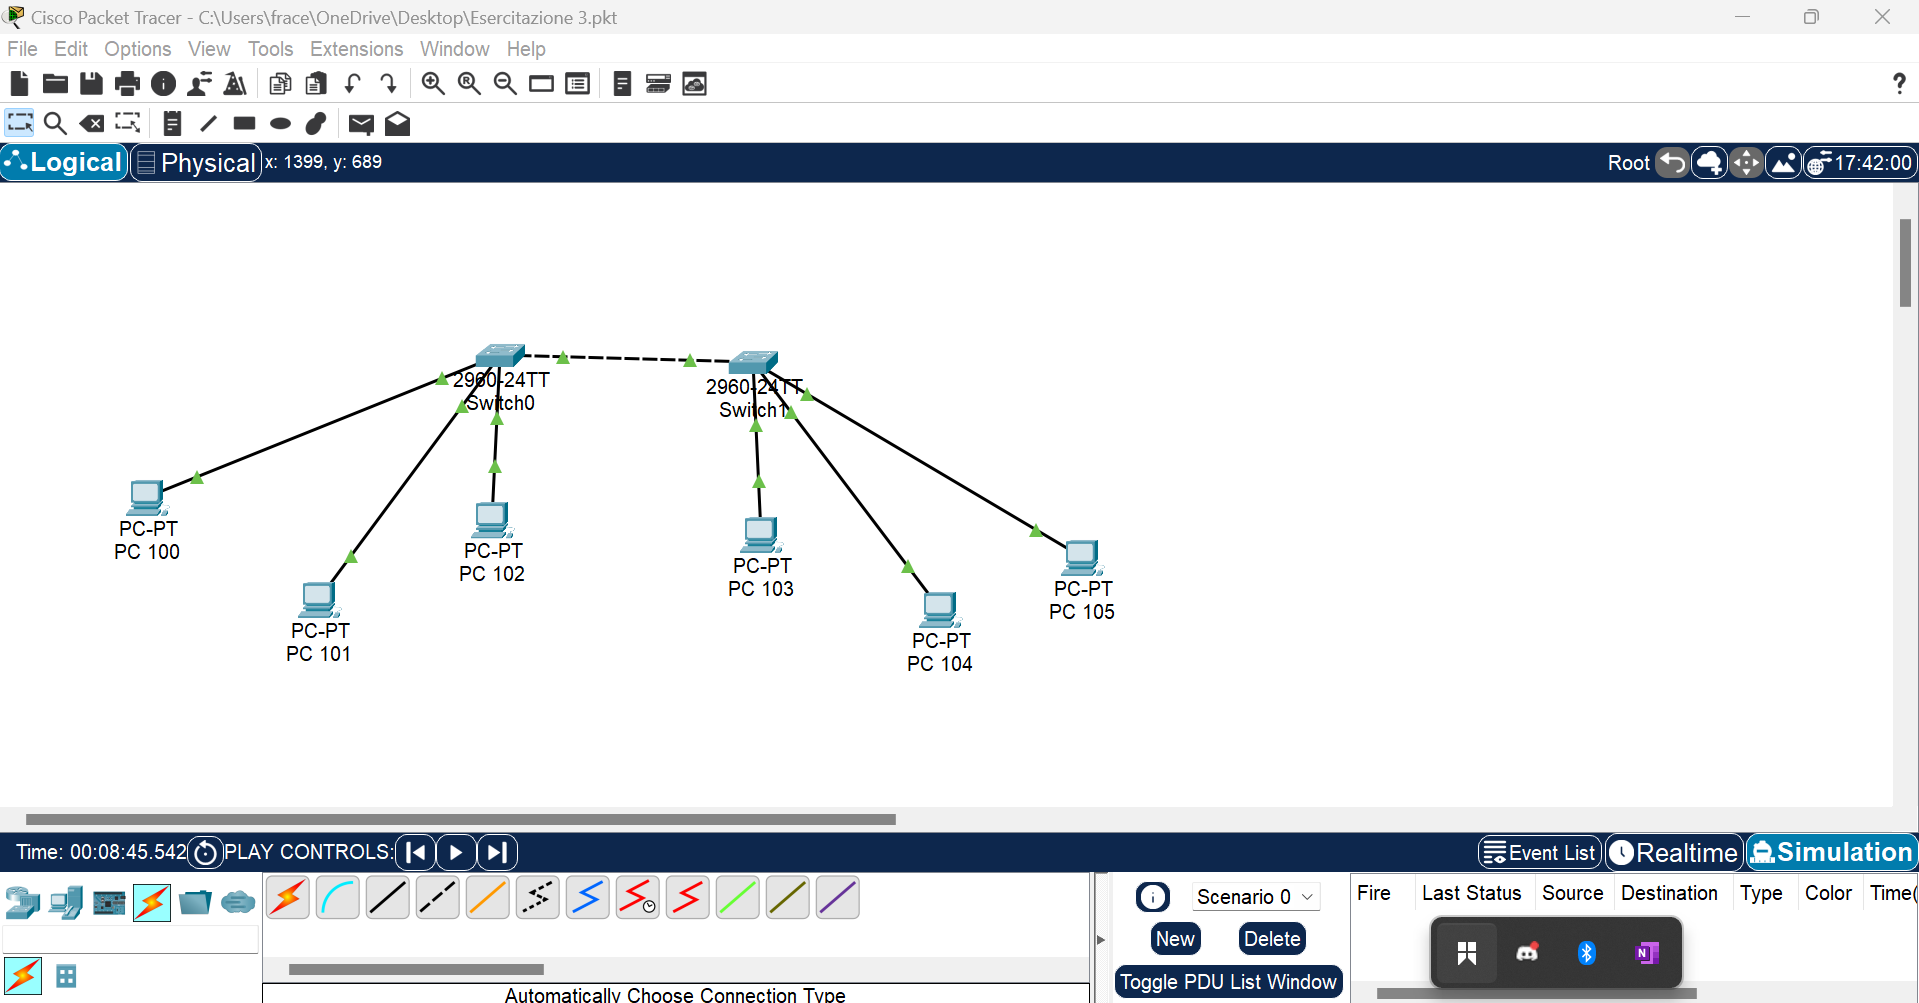 Cisco Packet Tracer - C:\Users\frace\OneDrive\Desktop\Esercitazione 3.pkt
File Edit Options View Tools Extensions Window Help
Logical Physical x: 1399, y: 689 Root 17:42:00
2960-24TT
Switch0
2960-24TT
Switch1
PC-PT
PC 100
PC-PT
PC 101
PC-PT
PC 102
PC-PT
PC 103
PC-PT
PC 104
PC-PT
PC 105
Time: 00:08:45.542 PLAY CONTROLS: Event List Realtime Simulation
Scenario 0
New Delete
Toggle PDU List Window
Fire Last Status Source Destination Type Color Time(
Automatically Choose Connection Type